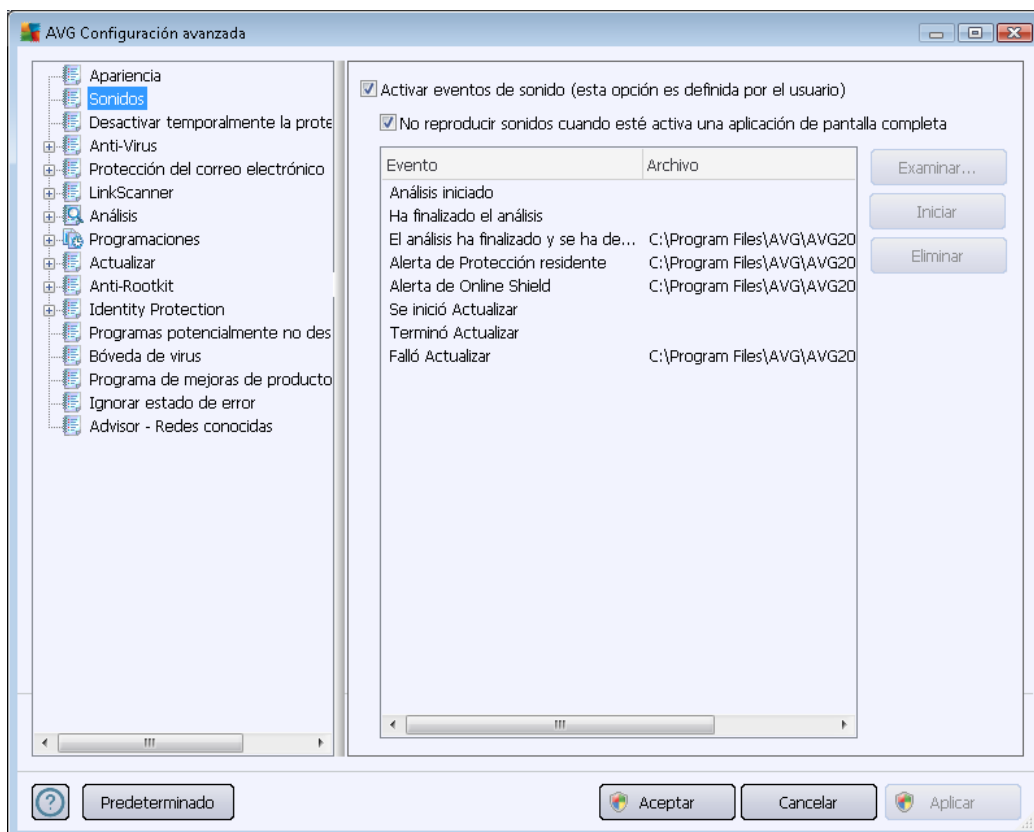 AVG Configuración avanzada
Apariencia
Sonidos
Desactivar temporalmente la prote
Anti-Virus
Protección del correo electrónico
LinkScanner
Análisis
Programaciones
Actualizar
Anti-Rootkit
Identity Protection
Programas potencialmente no des
Bóveda de virus
Programa de mejoras de producto
Ignorar estado de error
Advisor - Redes conocidas
Activar eventos de sonido (esta opción es definida por el usuario)
No reproducir sonidos cuando esté activa una aplicación de pantalla completa
Evento Archivo
Análisis iniciado
Ha finalizado el análisis
El análisis ha finalizado y se ha de... C:\Program Files\AVG\AVG20
Alerta de Protección residente C:\Program Files\AVG\AVG20
Alerta de Online Shield C:\Program Files\AVG\AVG20
Se inició Actualizar
Terminó Actualizar
Falló Actualizar C:\Program Files\AVG\AVG20
Examinar...
Iniciar
Eliminar
Predeterminado
Aceptar
Cancelar
Aplicar